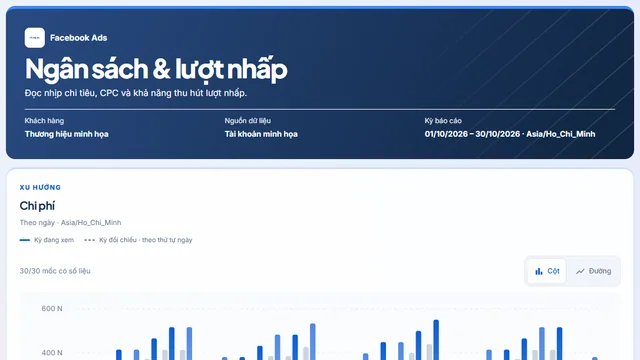 Facebook Ads
Ngân sách & lượt nhấp
Đọc nhịp chi tiêu, CPC và khả năng thu hút lượt nhấp.
Khách hàng
Thương hiệu minh họa
Nguồn dữ liệu
Tài khoản minh họa
Kỳ báo cáo
01/10/2026 – 30/10/2026 · Asia/Ho_Chi_Minh
XU HƯỚNG
Chi phí
Theo ngày · Asia/Ho_Chi_Minh
Kỳ đang xem
Kỳ đối chiếu · theo thứ tự ngày
30/30 mốc có số liệu
Cột
Đường
600 N
400 N